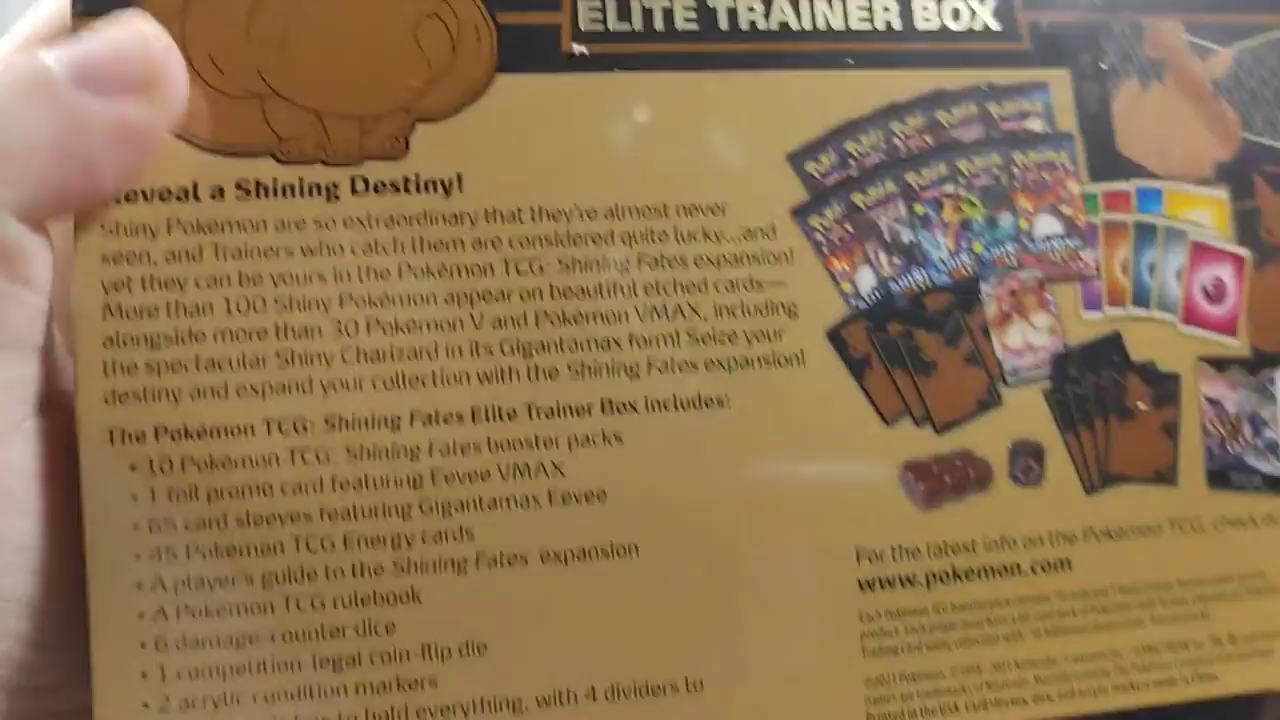 ELITE TRAINER BOX
Reveal a Shining Destiny!
Shiny Pokémon are so extraordinary that they're almost never
seen, and Trainers who catch them are considered quite lucky...and
yet they can be yours in the Pokémon TCG: Shining Fates expansion!
More than 100 Shiny Pokémon appear on beautiful etched cards—
alongside more than 30 Pokémon V and Pokémon VMAX, including
the spectacular Shiny Charizard in its Gigantamax form! Seize your
destiny and expand your collection with the Shining Fates expansion!
The Pokémon TCG: Shining Fates Elite Trainer Box includes:
• 10 Pokémon TCG: Shining Fates booster packs
• 1 foil promo card featuring Eevee VMAX
• 65 card sleeves featuring Gigantamax Eevee
• 45 Pokémon TCG Energy cards
• A player's guide to the Shining Fates expansion
• A Pokémon TCG rulebook
• 6 damage-counter dice
• 1 competition-legal coin-flip die
• 2 acrylic condition markers
to hold everything, with 4 dividers to
For the latest info on the Pokémon TCG, check
www.pokemon.com